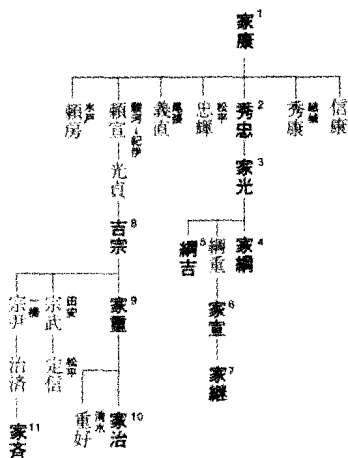 家康 1
信康
結城 秀康
秀忠 2
松平 忠輝
尾張 義直
駿河→紀伊 頼宣
水戸 頼房
家光 3
光貞
家綱 4
綱重
綱吉 5
吉宗 8
家宣 6
家重 9
田安 宗武
一橋 宗尹
家継 7
家治 10
清水 重好
松平 定信
治済
家斉 11